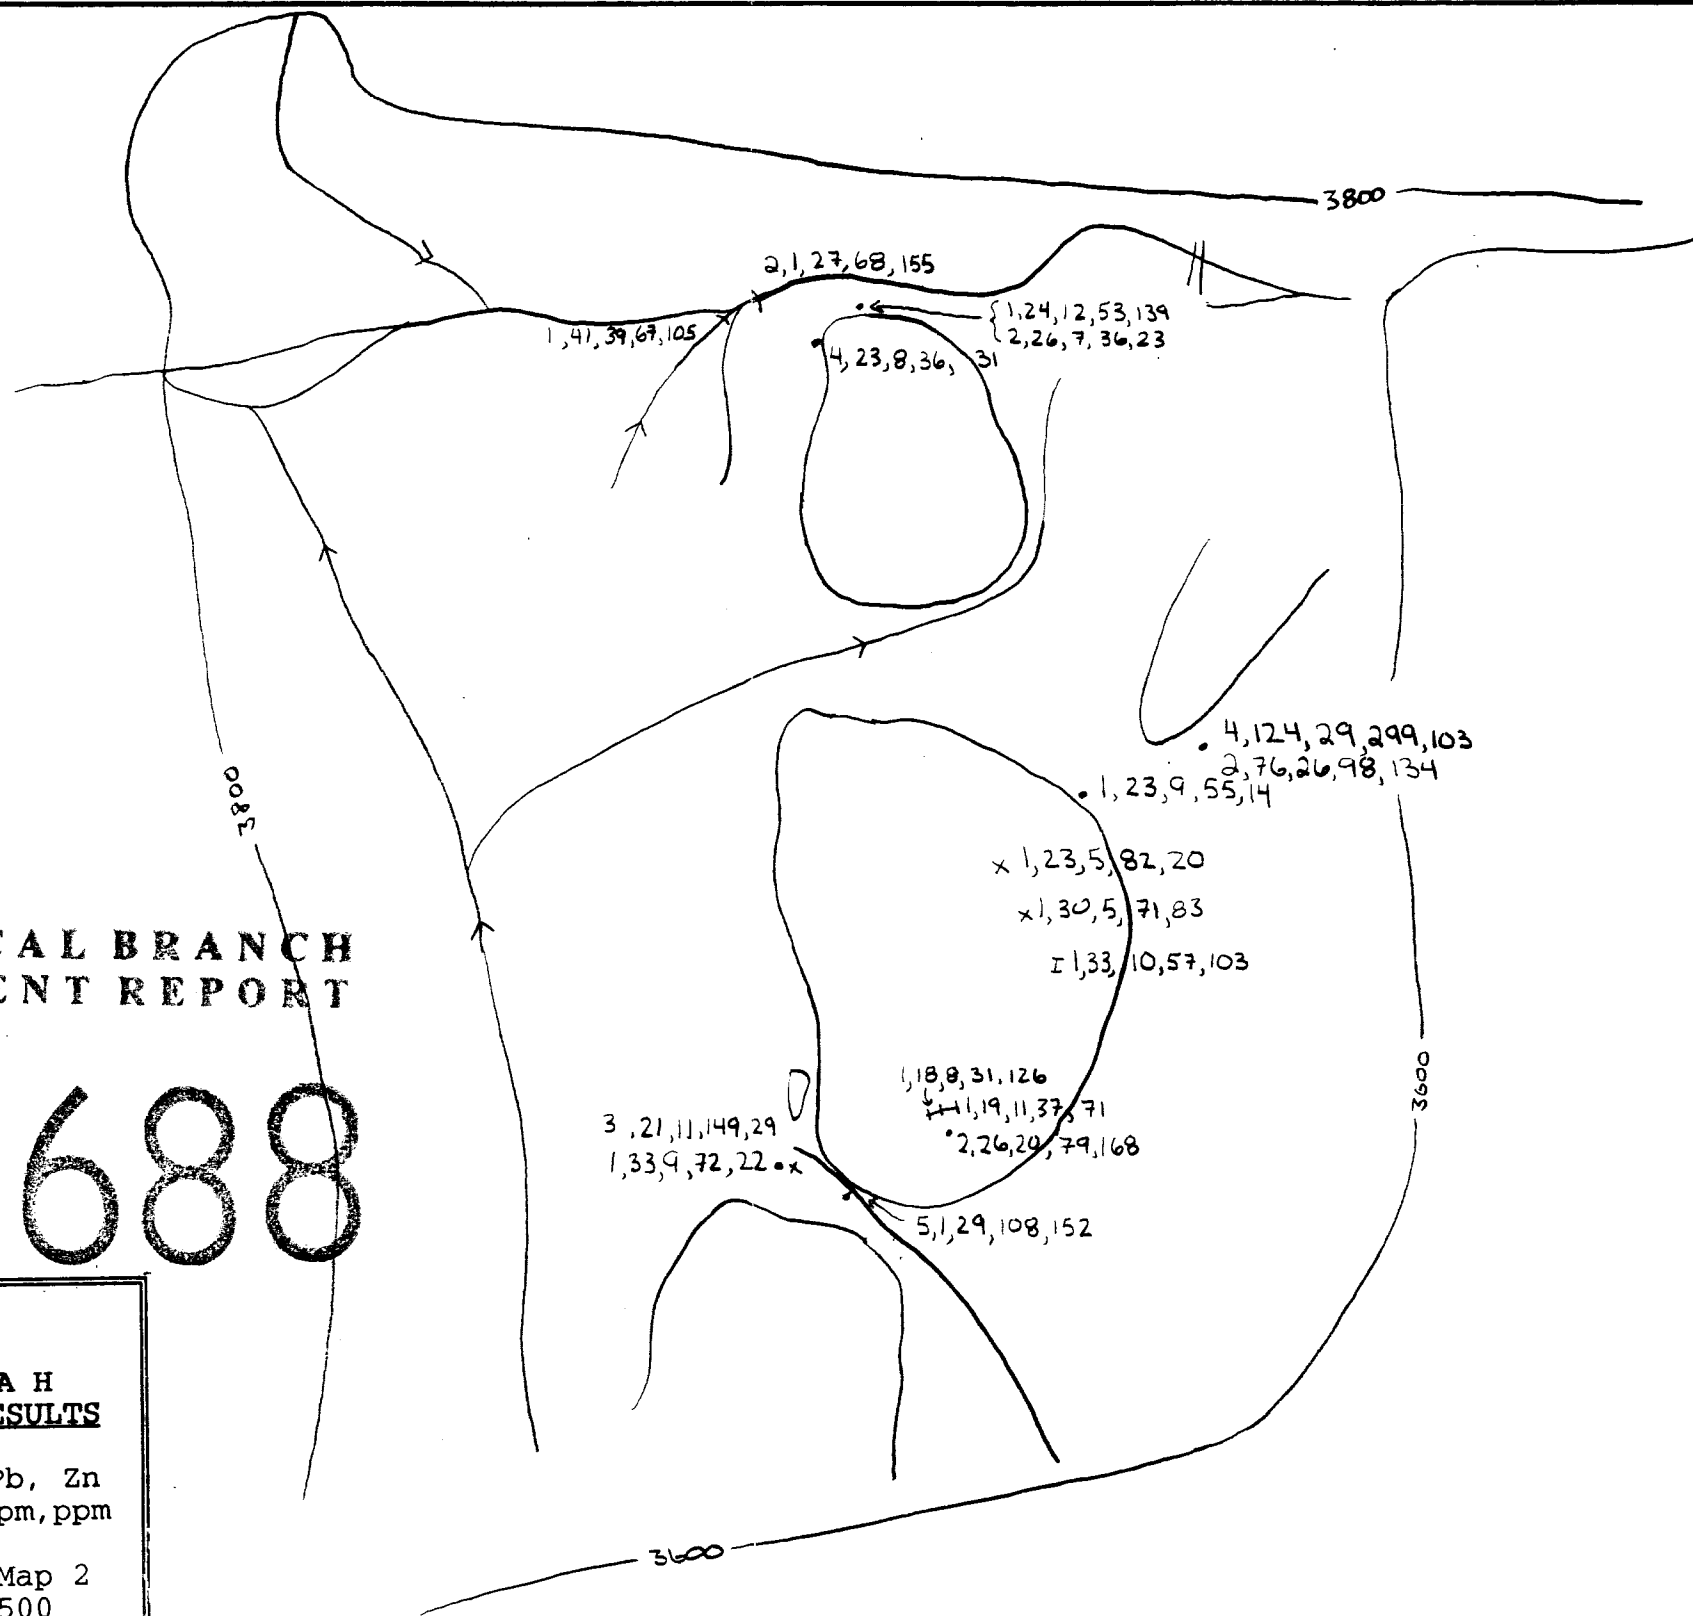 3800
2,1,27,68,155
{1,24,12,53,139
2,26,7,36,23
1,41,39,67,105
4,23,8,36, 31
4,124,29,299,103
2,76,26,98,134
1,23,9,55,14
3800
x 1,23,5,82,20
x1,30,5,71,83
CAL BRANCH
I 1,33,10,57,103
ENT REPORT
3600
1,18,8,31,126
1,19,11,37,71
688
3,21,11,149,29
2,26,20,79,168
1,33,9,72,22 x
5,1,29,108,152
A H
ESULTS
Pb, Zn
pm,ppm
3600
Map 2
500